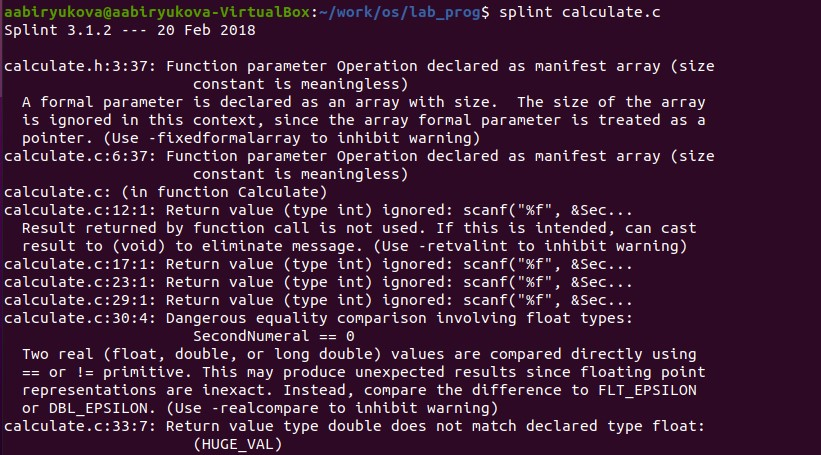 aabiryukova@aabiryukova-VirtualBox:~/work/os/lab_prog$ splint calculate.c
Splint 3.1.2 --- 20 Feb 2018
calculate.h:3:37: Function parameter Operation declared as manifest array (size
constant is meaningless)
A formal parameter is declared as an array with size.  The size of the array
is ignored in this context, since the array formal parameter is treated as a
pointer. (Use -fixedformalarray to inhibit warning)
calculate.c:6:37: Function parameter Operation declared as manifest array (size
constant is meaningless)
calculate.c: (in function Calculate)
calculate.c:12:1: Return value (type int) ignored: scanf("%f", &Sec...
Result returned by function call is not used. If this is intended, can cast
result to (void) to eliminate message. (Use -retvalint to inhibit warning)
calculate.c:17:1: Return value (type int) ignored: scanf("%f", &Sec...
calculate.c:23:1: Return value (type int) ignored: scanf("%f", &Sec...
calculate.c:29:1: Return value (type int) ignored: scanf("%f", &Sec...
calculate.c:30:4: Dangerous equality comparison involving float types:
SecondNumeral == 0
Two real (float, double, or long double) values are compared directly using
== or != primitive. This may produce unexpected results since floating point
representations are inexact. Instead, compare the difference to FLT_EPSILON
or DBL_EPSILON. (Use -realcompare to inhibit warning)
calculate.c:33:7: Return value type double does not match declared type float:
(HUGE_VAL)